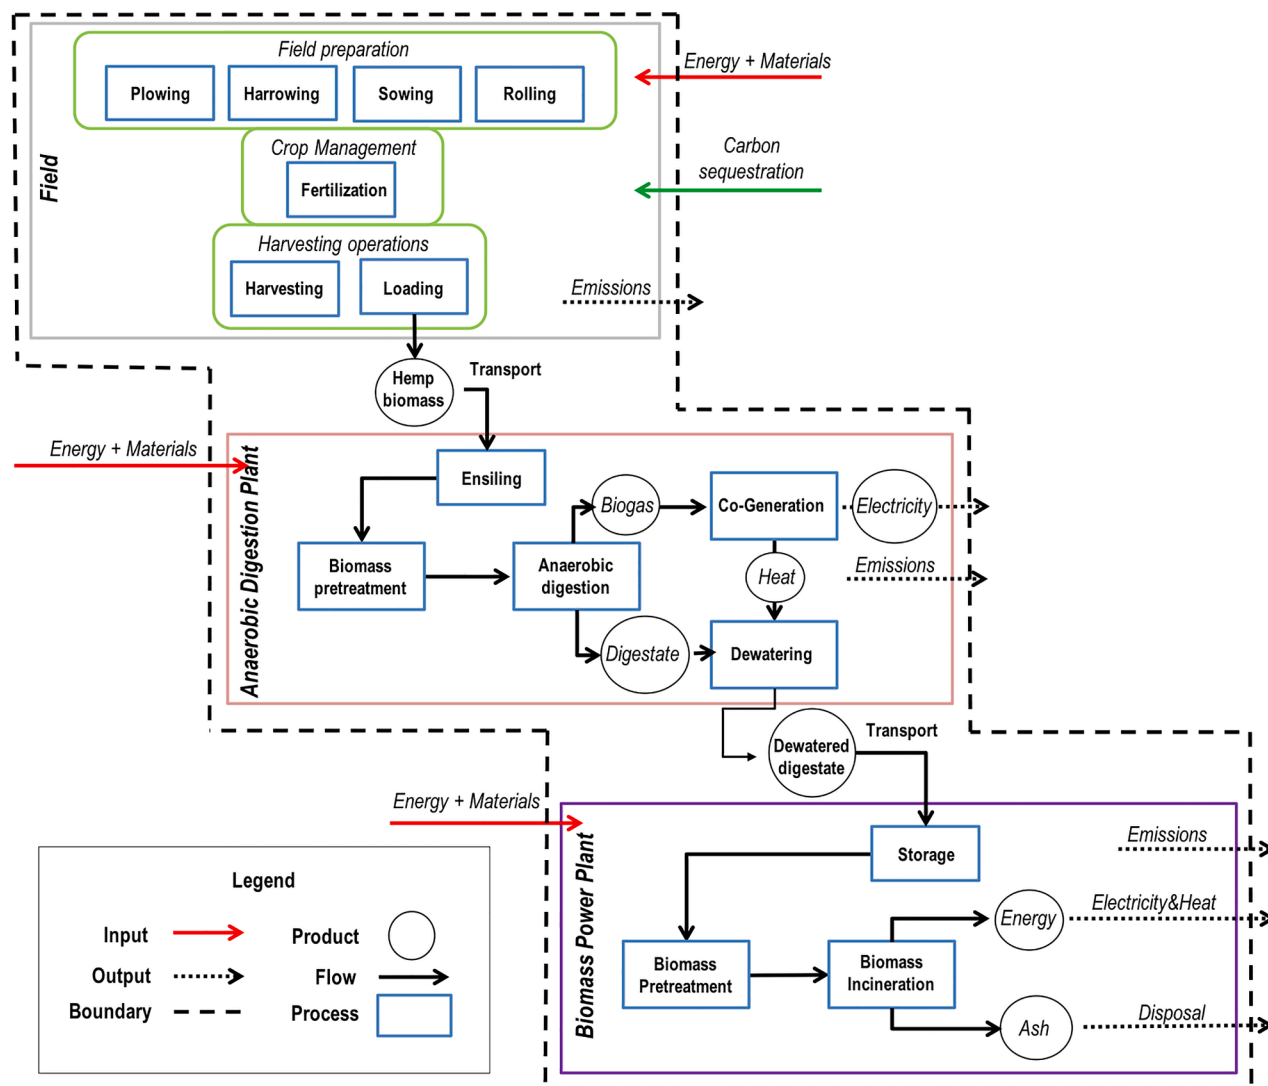 Field preparation
Plowing
Harrowing
Sowing
Rolling
Energy + Materials
Crop Management
Fertilization
Carbon
sequestration
Field
Harvesting operations
Harvesting
Loading
Emissions
Hemp
biomass
Transport
Energy + Materials
Anaerobic Digestion Plant
Ensiling
Biogas
Co-Generation
Electricity
Biomass
pretreatment
Anaerobic
digestion
Heat
Emissions
Digestate
Dewatering
Dewatered
digestate
Transport
Energy + Materials
Biomass Power Plant
Storage
Emissions
Energy
Electricity&Heat
Biomass
Pretreatment
Biomass
Incineration
Ash
Disposal
Legend
Input
Product
Output
Flow
Boundary
Process